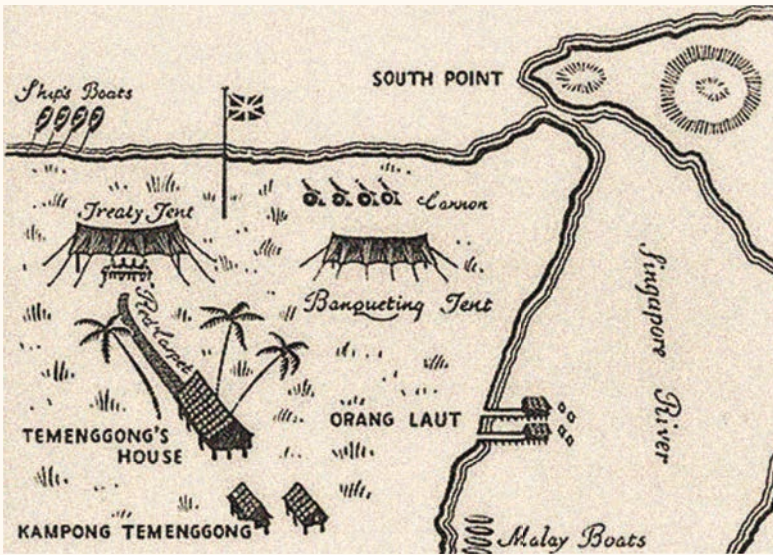 SOUTH POINT
Ship's Boats
Treaty Tent
Cannon
Banqueting Tent
Red Carpet
Singapore River
ORANG LAUT
TEMENGGONG'S
HOUSE
KAMPONG TEMENGGONG
Malay Boats